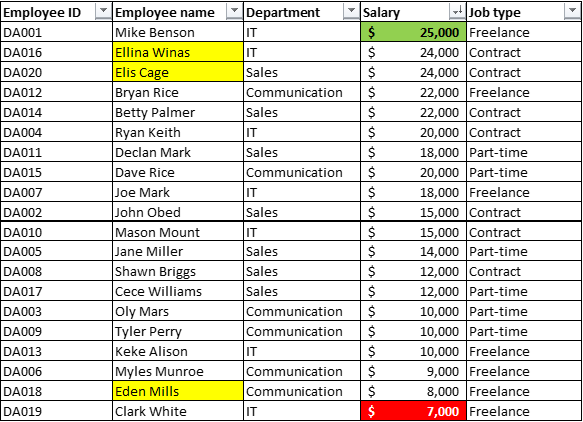 Employee ID Employee name Department Salary Job type
DA001 Mike Benson IT $ 25,000 Freelance
DA016 Ellina Winas IT $ 24,000 Contract
DA020 Elis Cage Sales $ 24,000 Contract
DA012 Bryan Rice Communication $ 22,000 Freelance
DA014 Betty Palmer Sales $ 22,000 Contract
DA004 Ryan Keith IT $ 20,000 Contract
DA011 Declan Mark Sales $ 18,000 Part-time
DA015 Dave Rice Communication $ 20,000 Part-time
DA007 Joe Mark IT $ 18,000 Freelance
DA002 John Obed Sales $ 15,000 Contract
DA010 Mason Mount IT $ 15,000 Contract
DA005 Jane Miller Sales $ 14,000 Part-time
DA008 Shawn Briggs Sales $ 12,000 Contract
DA017 Cece Williams Sales $ 12,000 Part-time
DA003 Oly Mars Communication $ 10,000 Part-time
DA009 Tyler Perry Communication $ 10,000 Part-time
DA013 Keke Alison IT $ 10,000 Freelance
DA006 Myles Munroe Communication $ 9,000 Freelance
DA018 Eden Mills Communication $ 8,000 Freelance
DA019 Clark White IT $ 7,000 Freelance